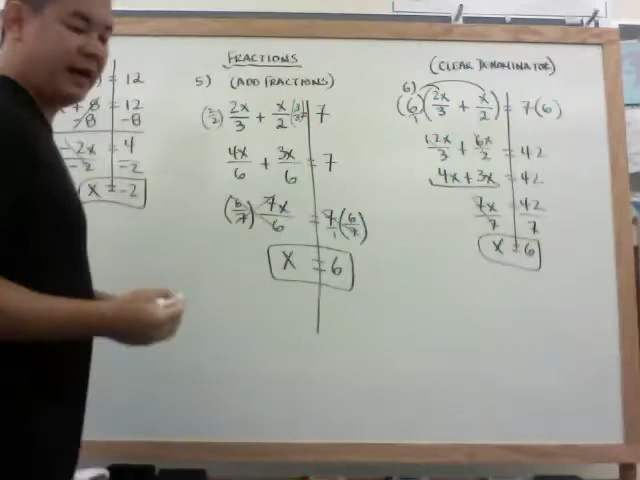 = 12
+ 8 = 12
-8 -8
-2x = 4
-2 -2
x = -2
FRACTIONS
5) (ADD FRACTIONS)
(2/2) 2x/3 + x/2 (3/3) = 7
4x/6 + 3x/6 = 7
(6/7) 7x/6 = 7/1 (6/7)
x = 6
(CLEAR DENOMINATOR)
6)
(6/1) (2x/3 + x/2) = 7(6)
12x/3 + 6x/2 = 42
4x + 3x = 42
7x/7 = 42/7
x = 6